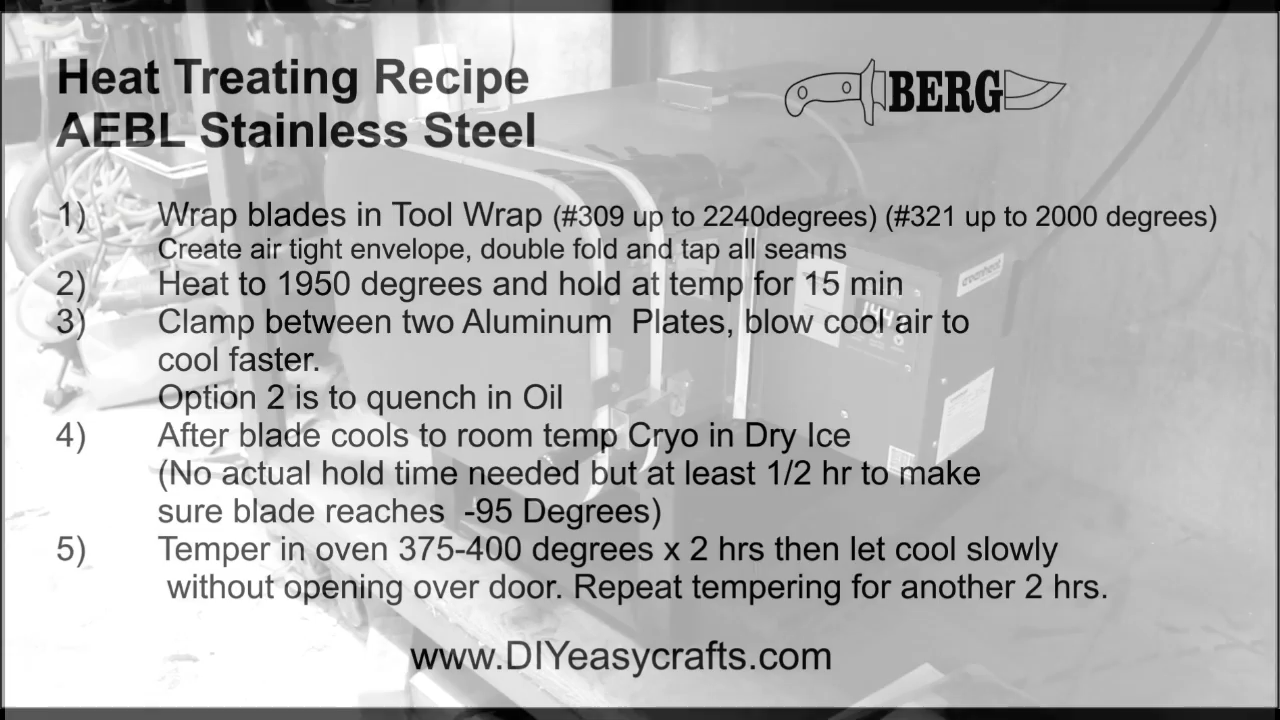 Heat Treating Recipe
AEBL Stainless Steel
BERG
1) Wrap blades in Tool Wrap (#309 up to 2240degrees) (#321 up to 2000 degrees)
Create air tight envelope, double fold and tap all seams
2) Heat to 1950 degrees and hold at temp for 15 min
3) Clamp between two Aluminum Plates, blow cool air to
cool faster.
Option 2 is to quench in Oil
4) After blade cools to room temp Cryo in Dry Ice
(No actual hold time needed but at least 1/2 hr to make
sure blade reaches -95 Degrees)
5) Temper in oven 375-400 degrees x 2 hrs then let cool slowly
without opening over door. Repeat tempering for another 2 hrs.
www.DIYeasycrafts.com